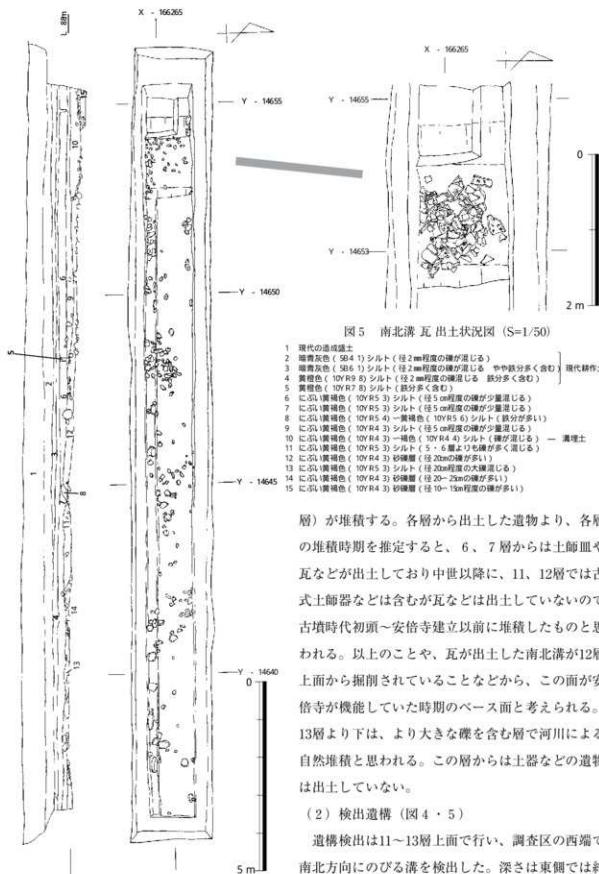 L. 88m
X - 166265
Y - 14655
Y - 14650
Y - 14645
Y - 14640
0
5 m
X - 166265
Y - 14655
Y - 14653
0
2 m
図5　南北溝 瓦 出土状況図 (S=1/50)
1 現代の造成盛土
2 暗青灰色 ( 5B4 1) シルト ( 径2㎜程度の礫が混じる )
3 暗青灰色 ( 5B6 1) シルト ( 径2㎜程度の礫が混じる　やや鉄分多く含む ) 現代耕作土
4 黄橙色 ( 10YR9 8) シルト ( 径2㎜程度の礫混じる　鉄分多く含む )
5 黄橙色 ( 10YR7 8) シルト ( 鉄分多く含む )
6 にぶい黄褐色 ( 10YR5 3) シルト ( 径5㎝程度の礫が少量混じる )
7 にぶい黄褐色 ( 10YR5 3) シルト ( 径5㎝程度の礫が少量混じる )
8 にぶい黄褐色 ( 10YR5 4) ー黄褐色 ( 10YR5 6) シルト ( 鉄分が多い )
9 にぶい黄褐色 ( 10YR4 3) シルト ( 径5㎝程度の礫が少量混じる )
10 にぶい黄褐色 ( 10YR4 3) ー褐色 ( 10YR4 4) シルト ( 礫が混じる ) ― 溝埋土
11 にぶい黄褐色 ( 10YR5 3) シルト ( 5・6層よりも礫が多く混じる )
12 にぶい黄褐色 ( 10YR4 3) 砂礫層 ( 径20㎝の礫が多い )
13 にぶい黄褐色 ( 10YR5 3) シルト ( 径20㎝程度の大礫混じる )
14 にぶい黄褐色 ( 10YR4 3) 砂礫層 ( 径20ー25㎝の礫が多い )
15 にぶい黄褐色 ( 10YR4 3) 砂礫層 ( 径10ー15㎝程度の礫が多い )
層）が堆積する。各層から出土した遺物より、各層
の堆積時期を推定すると、6、7層からは土師皿や
瓦などが出土しており中世以降に、11、12層では古
式土師器などは含むが瓦などは出土していないので
古墳時代初頭～安倍寺建立以前に堆積したものと思
われる。以上のことや、瓦が出土した南北溝が12層
上面から掘削されていることなどから、この面が安
倍寺が機能していた時期のベース面と考えられる。
13層より下は、より大きな礫を含む層で河川による
自然堆積と思われる。この層からは土器などの遺物
は出土していない。
（2）検出遺構（図4・5）
遺構検出は11～13層上面で行い、調査区の西端で
南北方向にのびる溝を検出した。深さは東側では約